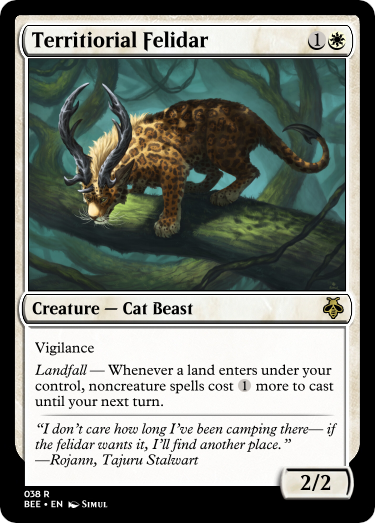 Territiorial Felidar 1
Creature — Cat Beast
Vigilance
Landfall — Whenever a land enters under your
control, noncreature spells cost 1 more to cast
until your next turn.
“I don't care how long I've been camping there— if
the felidar wants it, I'll find another place.”
—Rojann, Tajuru Stalwart
2/2
038 R
BEE • EN Simul